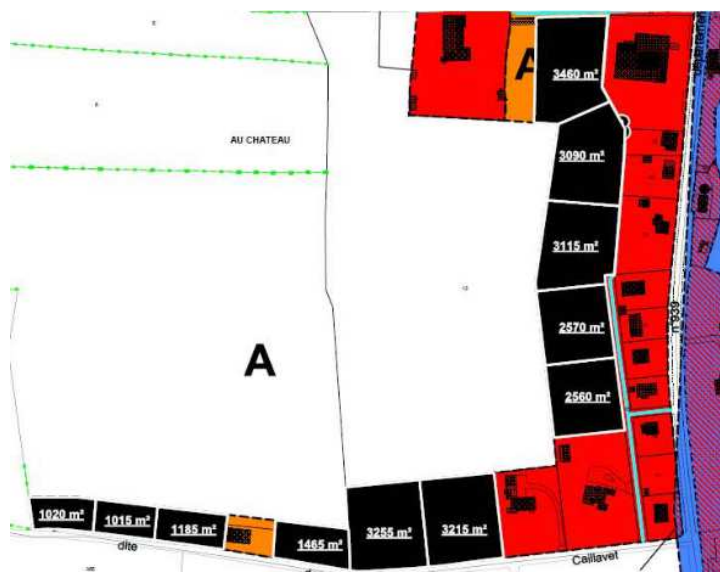 A
3460 m²
AU CHATEAU
3090 m²
3115 m²
n°939
2570 m²
A
2560 m²
1020 m²
1015 m²
1185 m²
1465 m²
3255 m²
3215 m²
dite
Caillavet